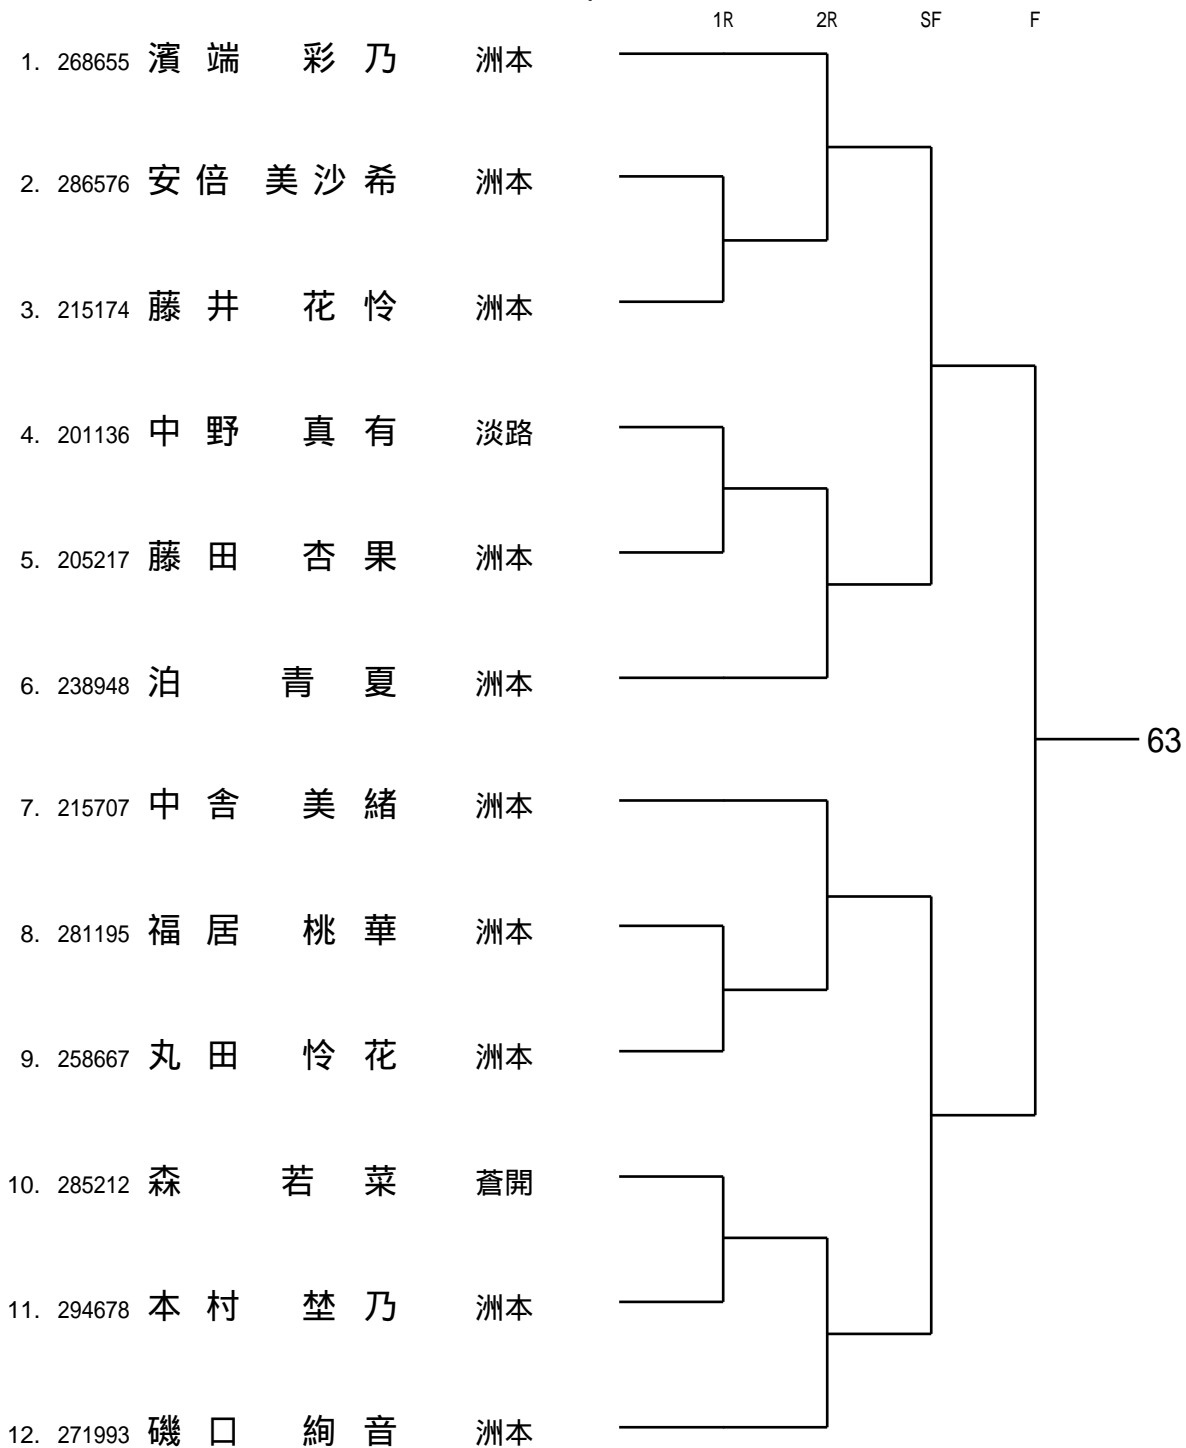 1R 2R SF F
1. 268655 濱端 彩乃 洲本
2. 286576 安倍 美沙希 洲本
3. 215174 藤井 花怜 洲本
4. 201136 中野 真有 淡路
5. 205217 藤田 杏果 洲本
6. 238948 泊 青夏 洲本
63
7. 215707 中舎 美緒 洲本
8. 281195 福居 桃華 洲本
9. 258667 丸田 怜花 洲本
10. 285212 森 若菜 蒼開
11. 294678 本村 埜乃 洲本
12. 271993 磯口 絢音 洲本